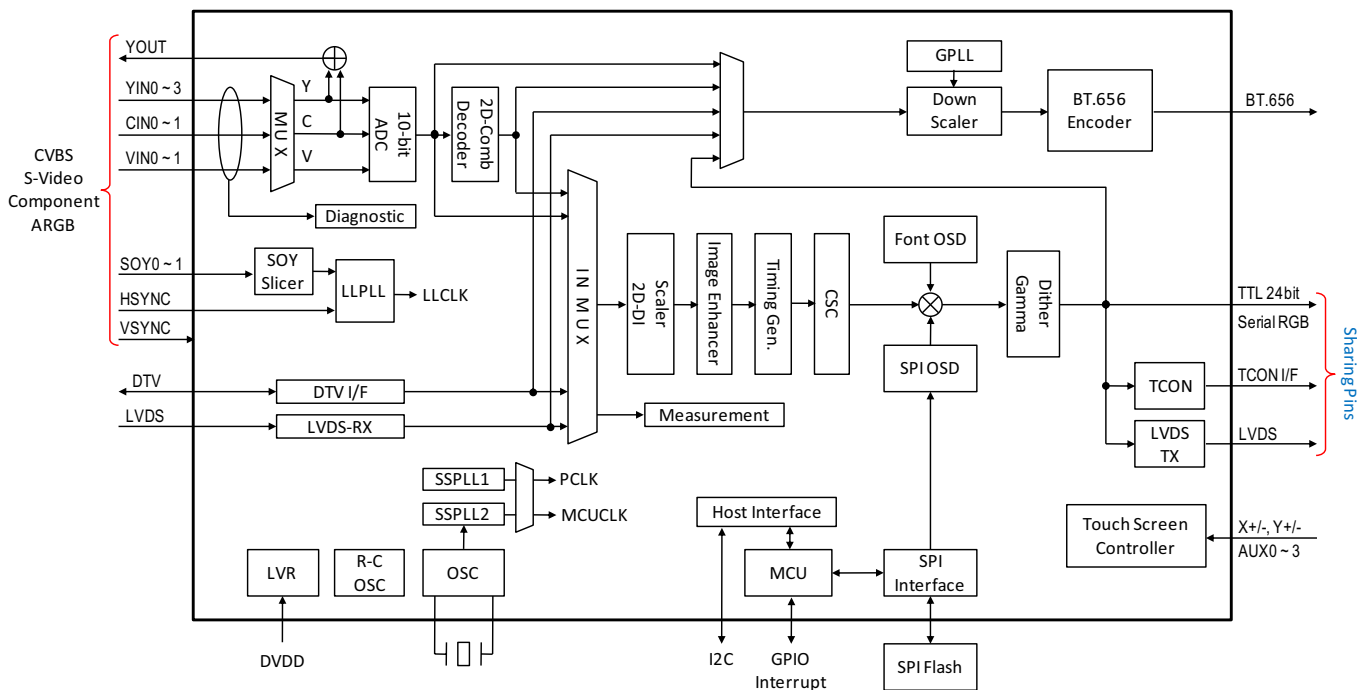 YOUT
YIN0 ~ 3
CIN0 ~ 1
VIN0 ~ 1
CVBS
S-Video
Component
ARGB
SOY0 ~ 1
HSYNC
VSYNC
DTV
LVDS
MUX
Y
C
V
10-bit
ADC
2D-Comb
Decoder
Diagnostic
SOY
Slicer
LLPLL
LLCLK
DTV I/F
LVDS-RX
IN MUX
Measurement
Scaler
2D-DI
Image Enhancer
Timing Gen.
CSC
Font OSD
SPI OSD
Dither
Gamma
GPLL
Down
Scaler
BT.656
Encoder
BT.656
TTL 24bit
Serial RGB
TCON
TCON I/F
LVDS
TX
LVDS
Sharing Pins
SSPLL1
SSPLL2
PCLK
MCUCLK
LVR
R-C
OSC
OSC
DVDD
Host Interface
MCU
SPI
Interface
I2C
GPIO
Interrupt
SPI Flash
Touch Screen
Controller
X+/-, Y+/-
AUX0 ~ 3